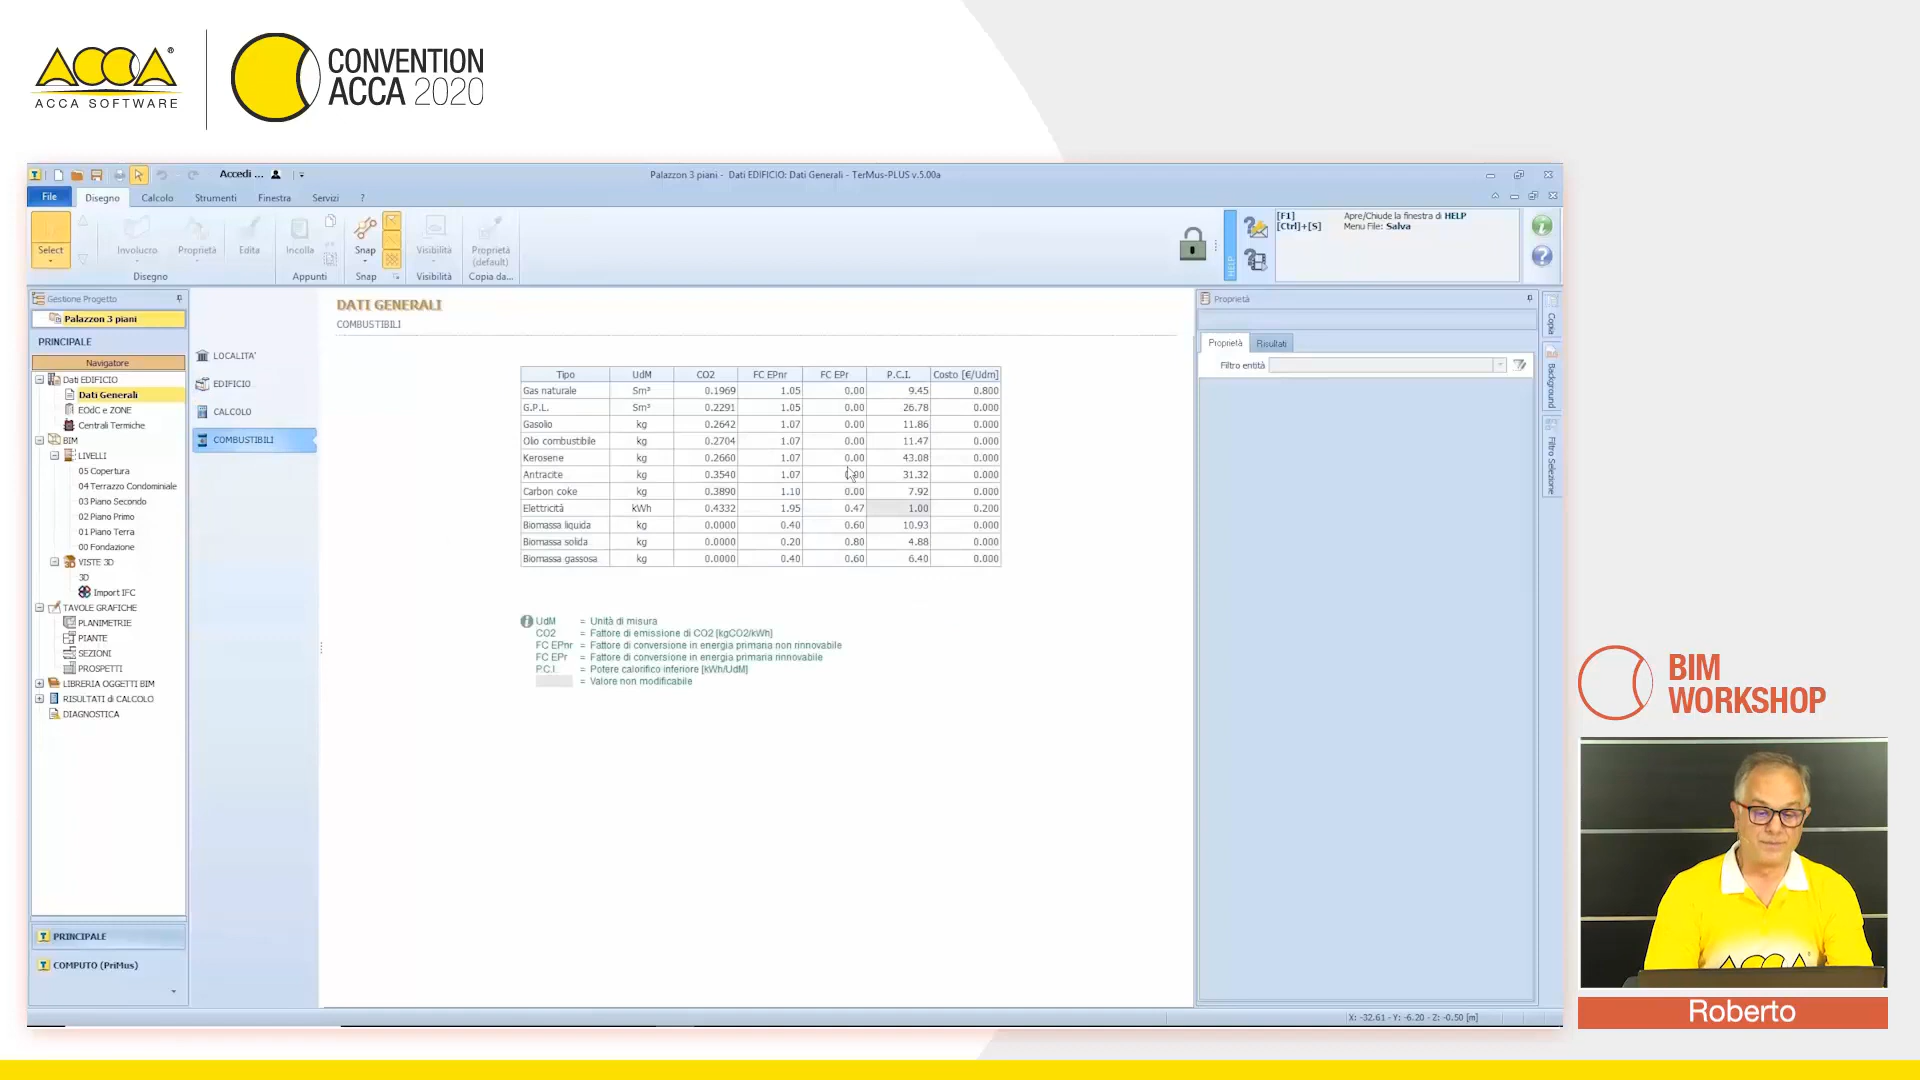 ACCA
ACCA SOFTWARE
CONVENTION
ACCA 2020
Accedi ...
Palazzon 3 piani - Dati EDIFICIO: Dati Generali - TerMus-PLUS v.5.00a
File Disegno Calcolo Strumenti Finestra Servizi ?
Select Involucro Proprietà Edita Incolla Snap Visibilità Proprietà (default)
Disegno Appunti Snap Visibilità Copia da...
HELP
[F1] Apre/Chiude la finestra di HELP
[Ctrl]+[S] Menu File: Salva
Gestione Progetto
Palazzon 3 piani
PRINCIPALE
Navigatore
Dati EDIFICIO
Dati Generali
EOdC e ZONE
Centrali Termiche
BIM
LIVELLI
05 Copertura
04 Terrazzo Condominiale
03 Piano Secondo
02 Piano Primo
01 Piano Terra
00 Fondazione
VISTE 3D
3D
Import IFC
TAVOLE GRAFICHE
PLANIMETRIE
PIANTE
SEZIONI
PROSPETTI
LIBRERIA OGGETTI BIM
RISULTATI di CALCOLO
DIAGNOSTICA
PRINCIPALE
COMPUTO (PriMus)
LOCALITA'
EDIFICIO
CALCOLO
COMBUSTIBILI
DATI GENERALI
COMBUSTIBILI
Tipo UdM CO2 FC EPnr FC EPr P.C.I. Costo [€/Udm]
Gas naturale Sm³ 0.1969 1.05 0.00 9.45 0.800
G.P.L. Sm³ 0.2291 1.05 0.00 26.78 0.000
Gasolio kg 0.2642 1.07 0.00 11.86 0.000
Olio combustibile kg 0.2704 1.07 0.00 11.47 0.000
Kerosene kg 0.2660 1.07 0.00 43.08 0.000
Antracite kg 0.3540 1.07 0.00 31.32 0.000
Carbon coke kg 0.3890 1.10 0.00 7.92 0.000
Elettricità kWh 0.4332 1.95 0.47 1.00 0.200
Biomassa liquida kg 0.0000 0.40 0.60 10.93 0.000
Biomassa solida kg 0.0000 0.20 0.80 4.88 0.000
Biomassa gassosa kg 0.0000 0.40 0.60 6.40 0.000
UdM = Unità di misura
CO2 = Fattore di emissione di CO2 [kgCO2/kWh]
FC EPnr = Fattore di conversione in energia primaria non rinnovabile
FC EPr = Fattore di conversione in energia primaria rinnovabile
P.C.I. = Potere calorifico inferiore [kWh/UdM]
= Valore non modificabile
Proprietà
Proprietà Risultati
Filtro entità
Copia
Background
Filtro Selezione
X: -32.61 - Y: -6.20 - Z: -0.50 [m]
BIM
WORKSHOP
ACCA
Roberto